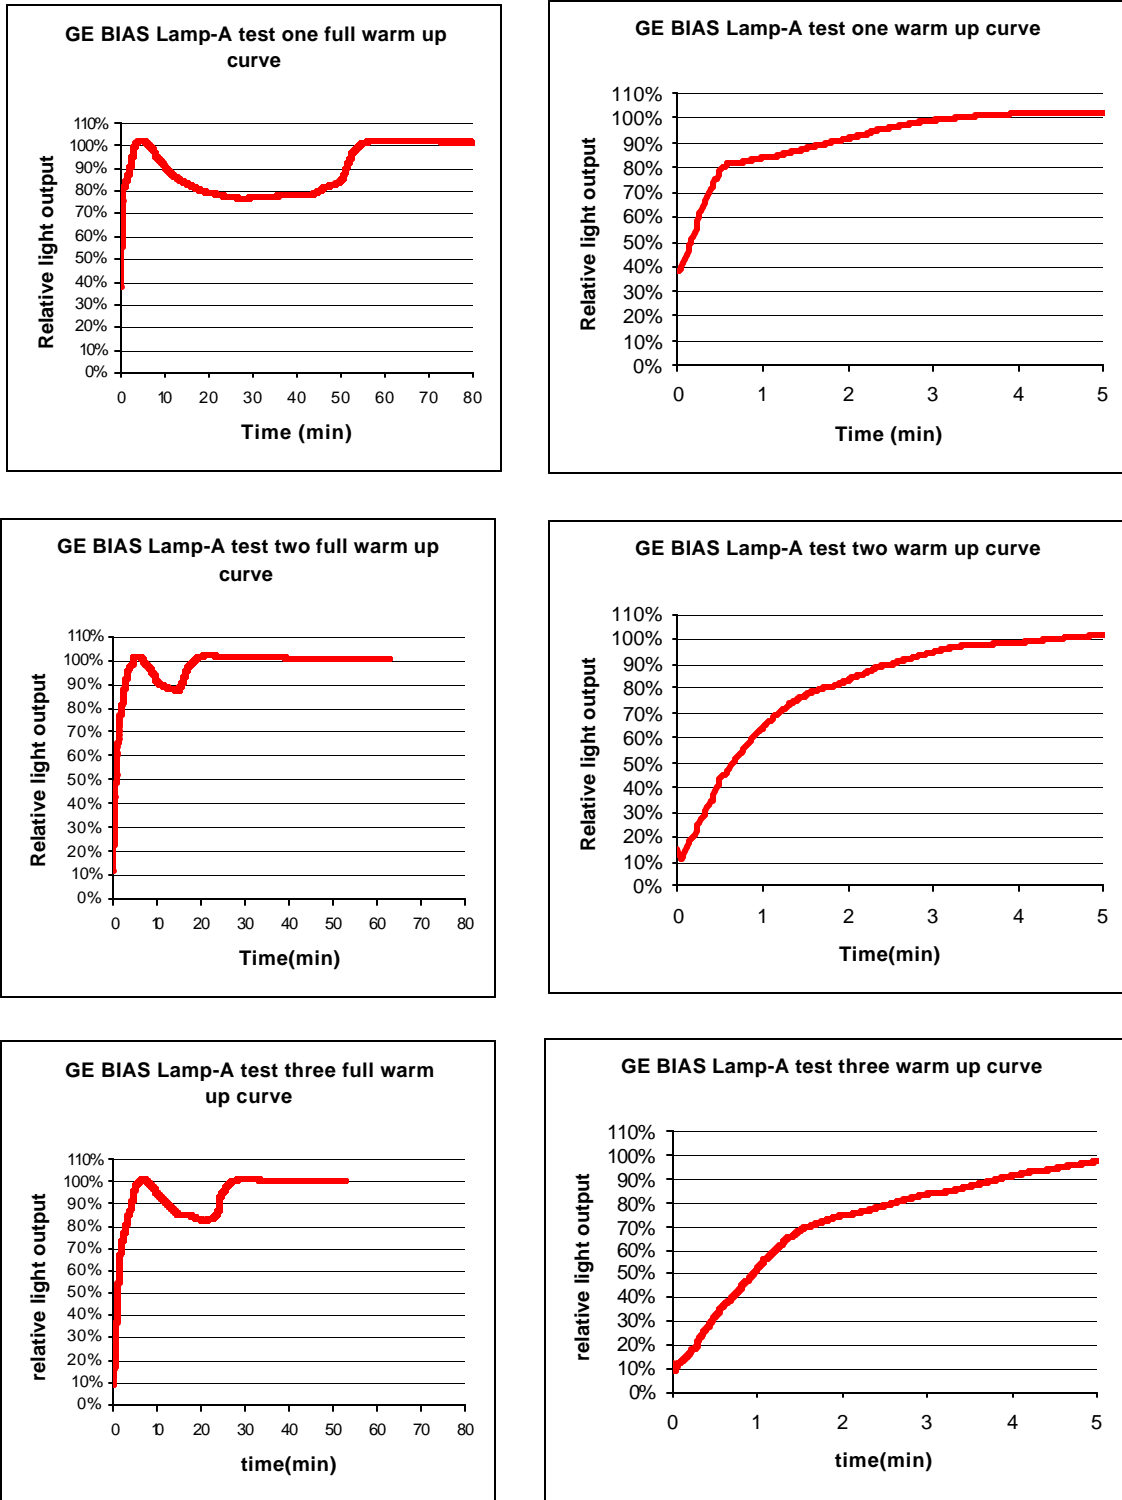 GE BIAS Lamp-A test one full warm up
curve
110%
100%
90%
80%
70%
60%
50%
40%
30%
20%
10%
0%
Relative light output
0 10 20 30 40 50 60 70 80
Time (min)
GE BIAS Lamp-A test one warm up curve
110%
100%
90%
80%
70%
60%
50%
40%
30%
20%
10%
0%
Relative light output
0 1 2 3 4 5
Time (min)
GE BIAS Lamp-A test two full warm up
curve
110%
100%
90%
80%
70%
60%
50%
40%
30%
20%
10%
0%
Relative light output
0 10 20 30 40 50 60 70 80
Time(min)
GE BIAS Lamp-A test two warm up curve
110%
100%
90%
80%
70%
60%
50%
40%
30%
20%
10%
0%
Relative light output
0 1 2 3 4 5
Time(min)
GE BIAS Lamp-A test three full warm
up curve
110%
100%
90%
80%
70%
60%
50%
40%
30%
20%
10%
0%
relative light output
0 10 20 30 40 50 60 70 80
time(min)
GE BIAS Lamp-A test three warm up curve
110%
100%
90%
80%
70%
60%
50%
40%
30%
20%
10%
0%
relative light output
0 1 2 3 4 5
time(min)